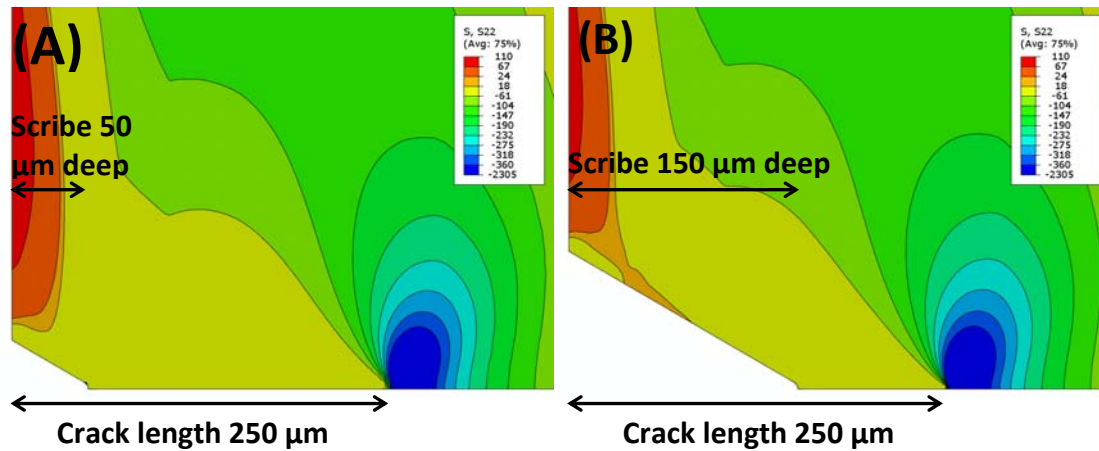 (A)
S, S22
(Avg: 75%)
110
67
24
18
-61
-104
-147
-190
-232
-275
-318
-360
-2305
Scribe 50
µm deep
Crack length 250 µm
(B)
S, S22
(Avg: 75%)
110
67
24
18
-61
-104
-147
-190
-232
-275
-318
-360
-2305
Scribe 150 µm deep
Crack length 250 µm